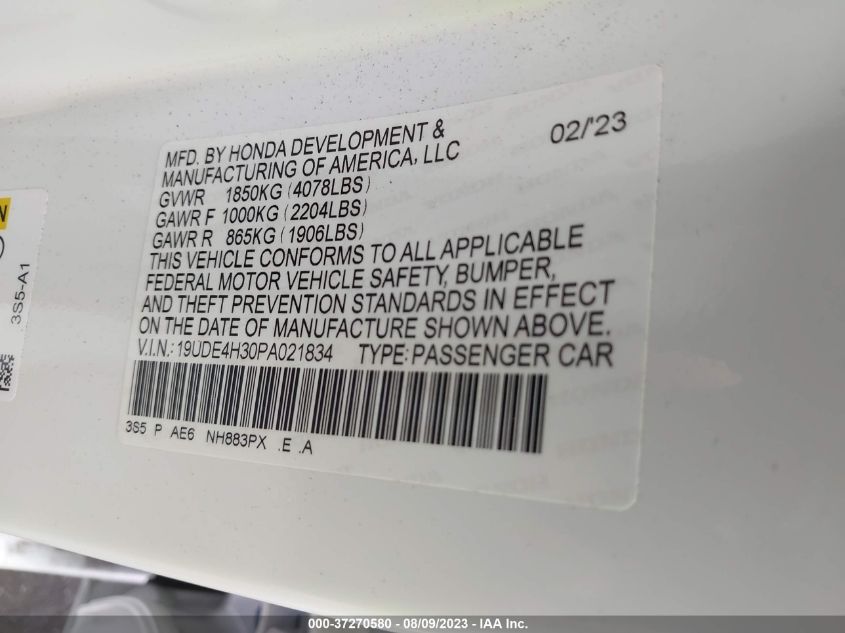 MFD. BY HONDA DEVELOPMENT & 02/'23
MANUFACTURING OF AMERICA, LLC
GVWR 1850KG (4078LBS)
GAWR F 1000KG (2204LBS)
GAWR R 865KG (1906LBS)
THIS VEHICLE CONFORMS TO ALL APPLICABLE
FEDERAL MOTOR VEHICLE SAFETY, BUMPER,
AND THEFT PREVENTION STANDARDS IN EFFECT
ON THE DATE OF MANUFACTURE SHOWN ABOVE.
V.I.N.: 19UDE4H30PA021834 TYPE: PASSENGER CAR
3S5 P AE6 NH883PX .E .A
N
3S5-A1
000-37270580 - 08/09/2023 - IAA Inc.